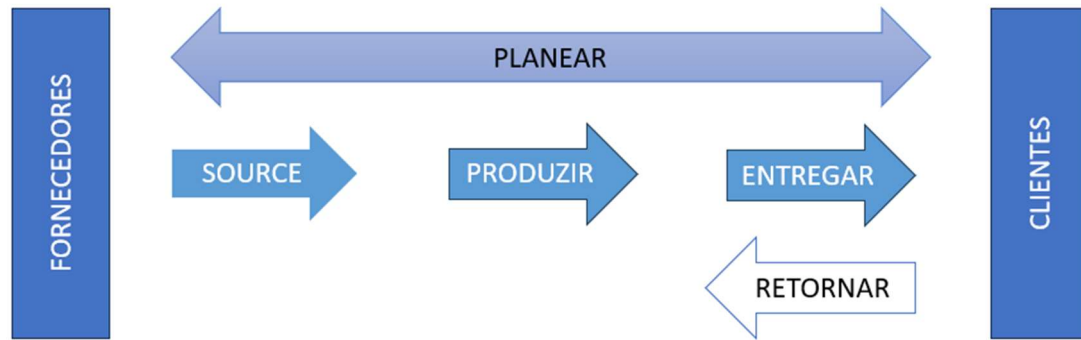 FORNECEDORES
PLANEAR
SOURCE
PRODUZIR
ENTREGAR
RETORNAR
CLIENTES